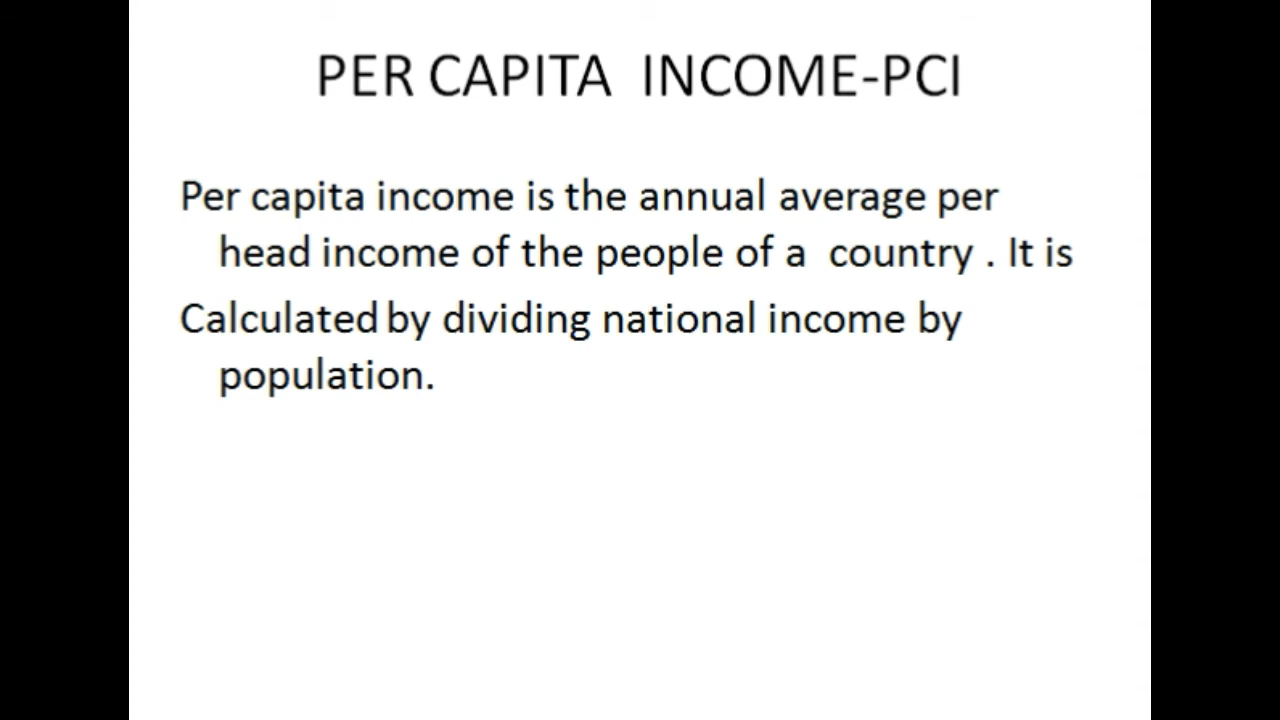 PER CAPITA INCOME-PCI
Per capita income is the annual average per
head income of the people of a country . It is
Calculated by dividing national income by
population.